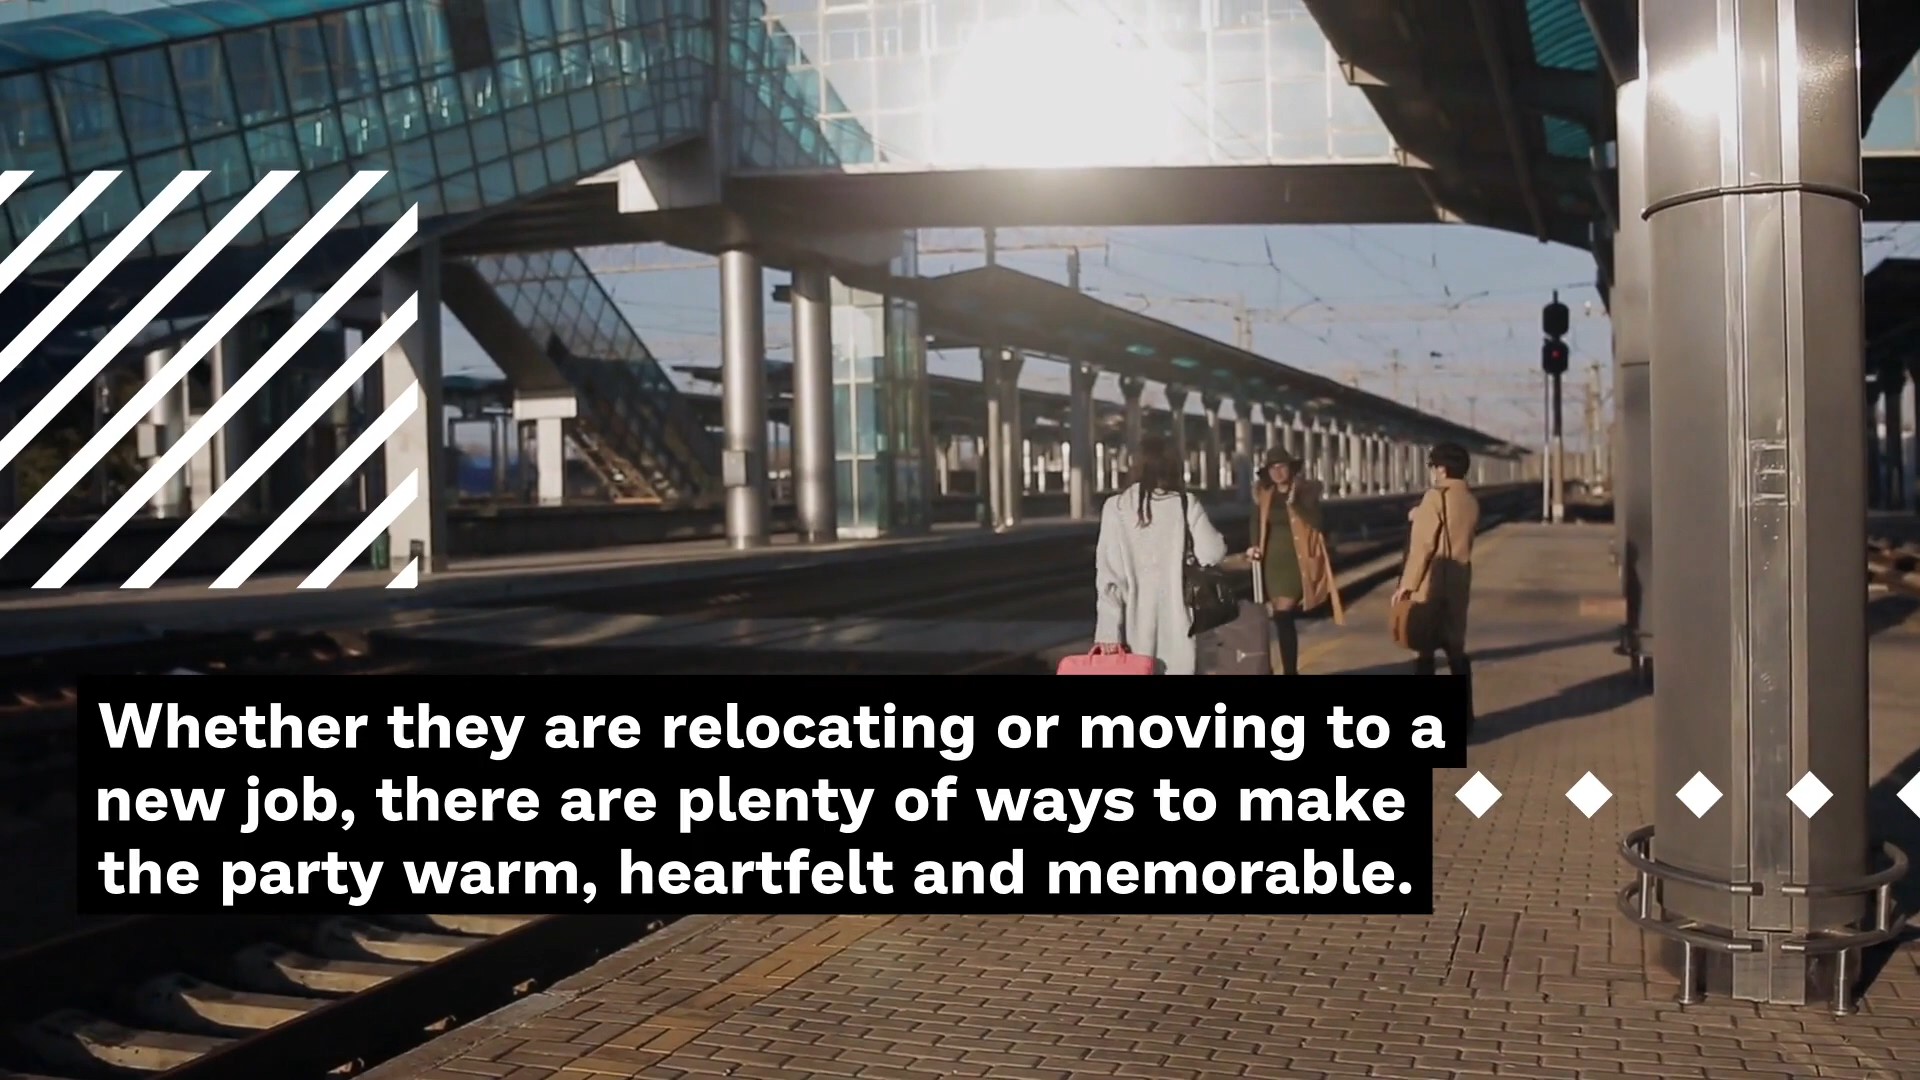 Whether they are relocating or moving to a
new job, there are plenty of ways to make
the party warm, heartfelt and memorable.